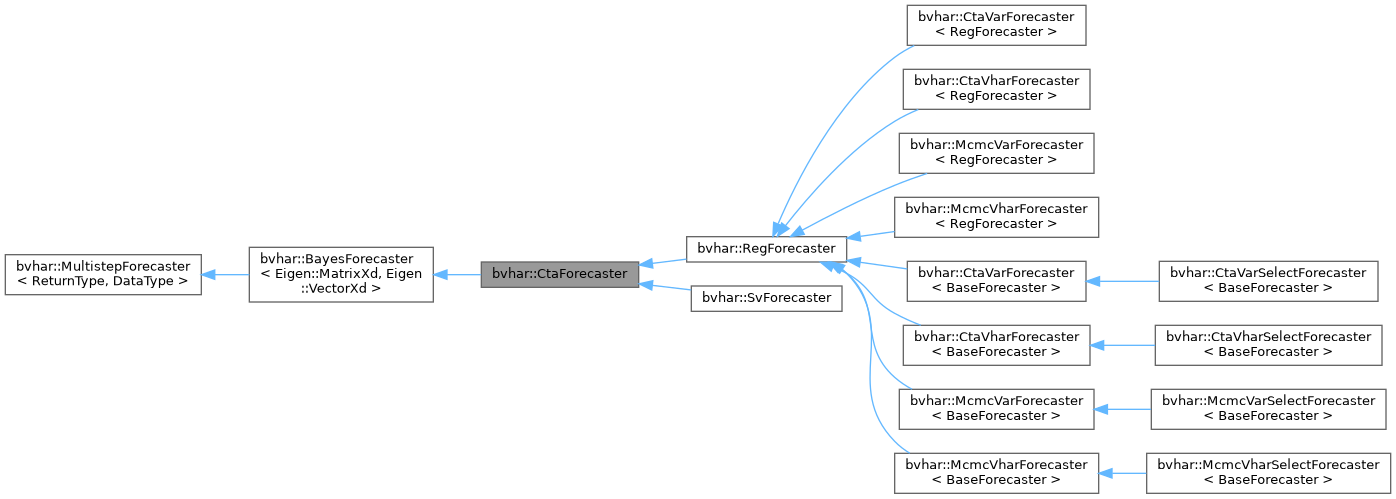 bvhar::MultistepForecaster
< ReturnType, DataType >
bvhar::BayesForecaster
< Eigen::MatrixXd, Eigen
::VectorXd >
bvhar::CtaForecaster
bvhar::RegForecaster
bvhar::SvForecaster
bvhar::CtaVarForecaster
< RegForecaster >
bvhar::CtaVharForecaster
< RegForecaster >
bvhar::McmcVarForecaster
< RegForecaster >
bvhar::McmcVharForecaster
< RegForecaster >
bvhar::CtaVarForecaster
< BaseForecaster >
bvhar::CtaVharForecaster
< BaseForecaster >
bvhar::McmcVarForecaster
< BaseForecaster >
bvhar::McmcVharForecaster
< BaseForecaster >
bvhar::CtaVarSelectForecaster
< BaseForecaster >
bvhar::CtaVharSelectForecaster
< BaseForecaster >
bvhar::McmcVarSelectForecaster
< BaseForecaster >
bvhar::McmcVharSelectForecaster
< BaseForecaster >